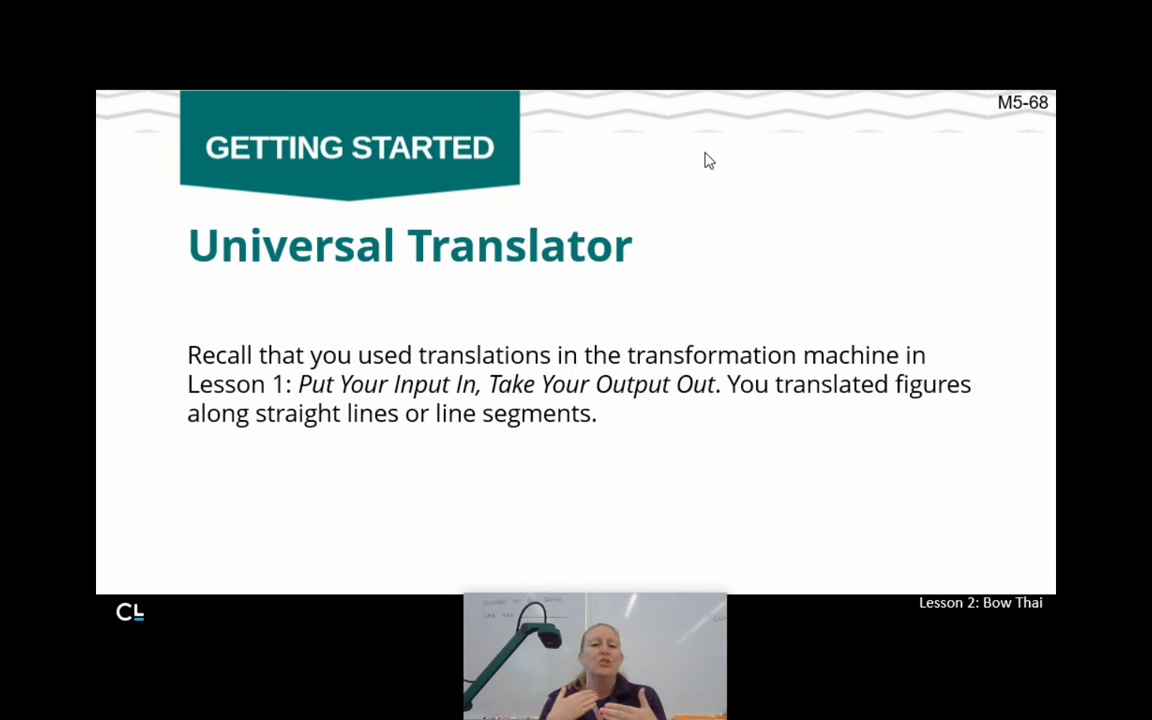 M5-68
GETTING STARTED
Universal Translator
Recall that you used translations in the transformation machine in
Lesson 1: Put Your Input In, Take Your Output Out. You translated figures
along straight lines or line segments.
CL
Lesson 2: Bow Thai